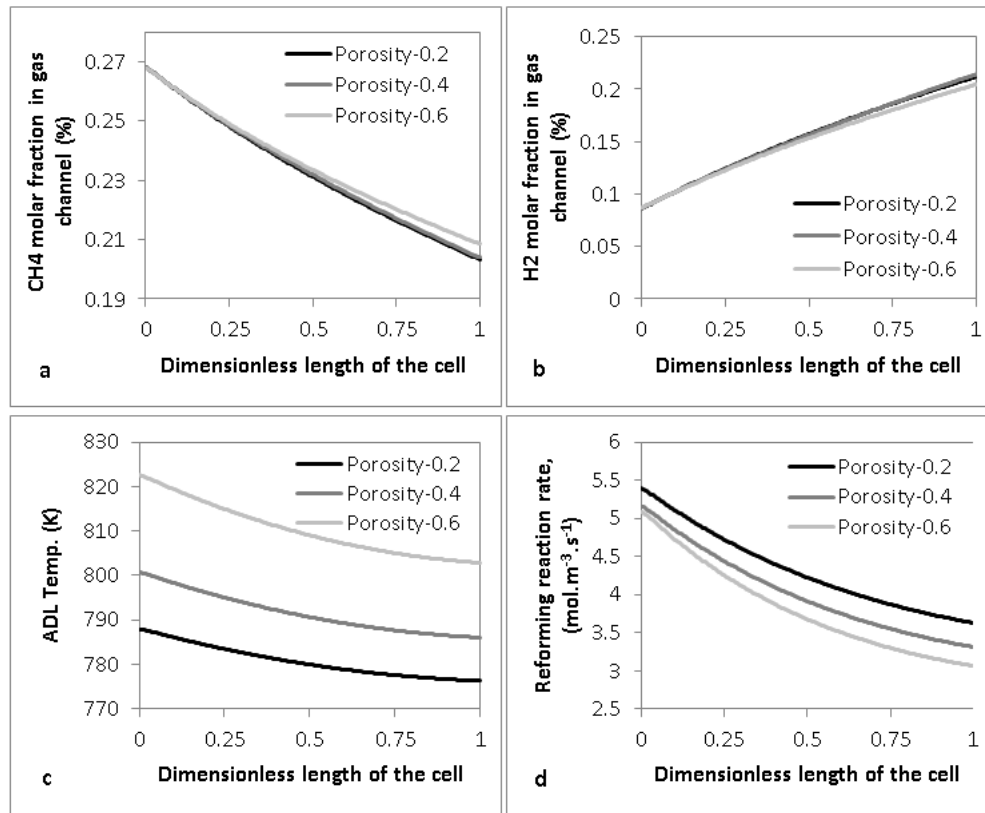 CH4 molar fraction in gas
channel (%)
0.27
0.25
0.23
0.21
0.19
Porosity-0.2
Porosity-0.4
Porosity-0.6
0 0.25 0.5 0.75 1
Dimensionless length of the cell
a
H2 molar fraction in gas
channel (%)
0.25
0.2
0.15
0.1
0.05
0
Porosity-0.2
Porosity-0.4
Porosity-0.6
0 0.25 0.5 0.75 1
Dimensionless length of the cell
b
ADL Temp. (K)
830
820
810
800
790
780
770
Porosity-0.2
Porosity-0.4
Porosity-0.6
0 0.25 0.5 0.75 1
Dimensionless length of the cell
c
Reforming reaction rate,
(mol.m⁻³.s⁻¹)
6
5.5
5
4.5
4
3.5
3
2.5
Porosity-0.2
Porosity-0.4
Porosity-0.6
0 0.25 0.5 0.75 1
Dimensionless length of the cell
d